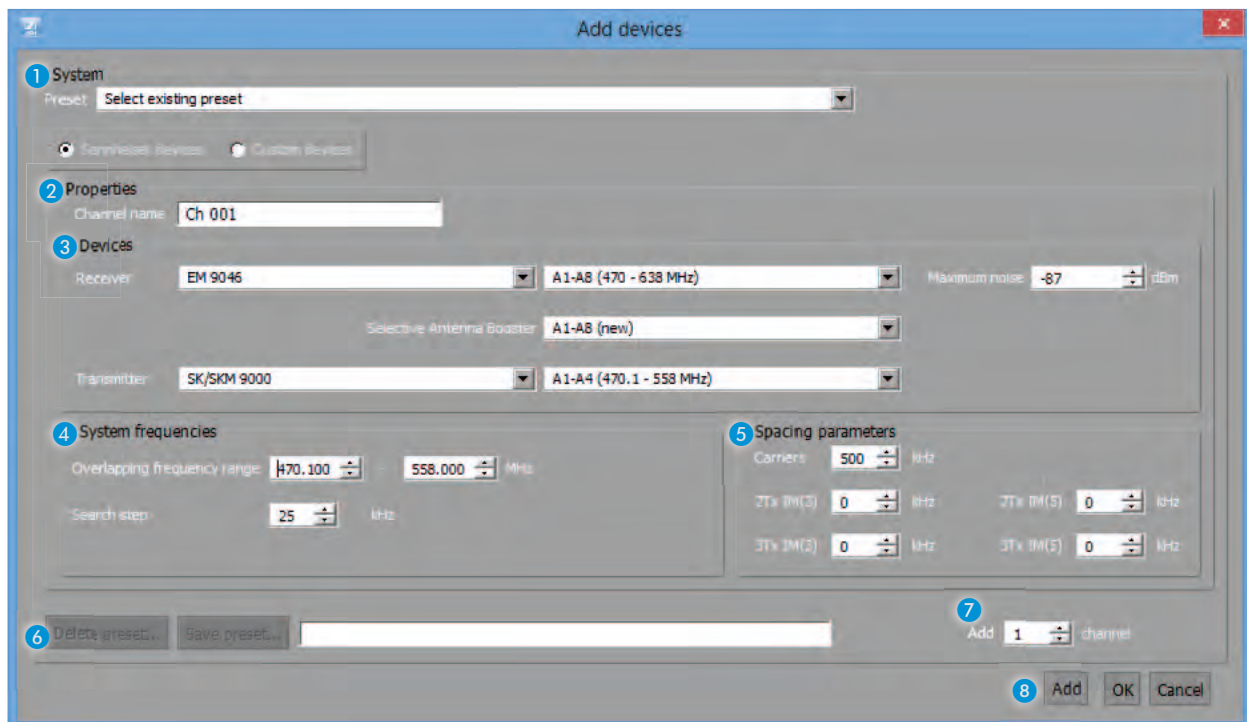 Add devices
1 System
Preset Select existing preset
Sennheiser devices Custom devices
2 Properties
Channel name Ch 001
3 Devices
Receiver EM 9046 A1-A8 (470 - 638 MHz) Maximum noise -87 dBm
Selective Antenna Booster A1-A8 (new)
Transmitter SK/SKM 9000 A1-A4 (470.1 - 558 MHz)
4 System frequencies
Overlapping frequency range 470.100 - 558.000 MHz
Search step 25 kHz
5 Spacing parameters
Carriers 500 kHz
2Tx IM(3) 0 kHz 2Tx IM(5) 0 kHz
3Tx IM(3) 0 kHz 3Tx IM(5) 0 kHz
6 Delete preset... Save preset...
7
Add 1 channel
8 Add OK Cancel